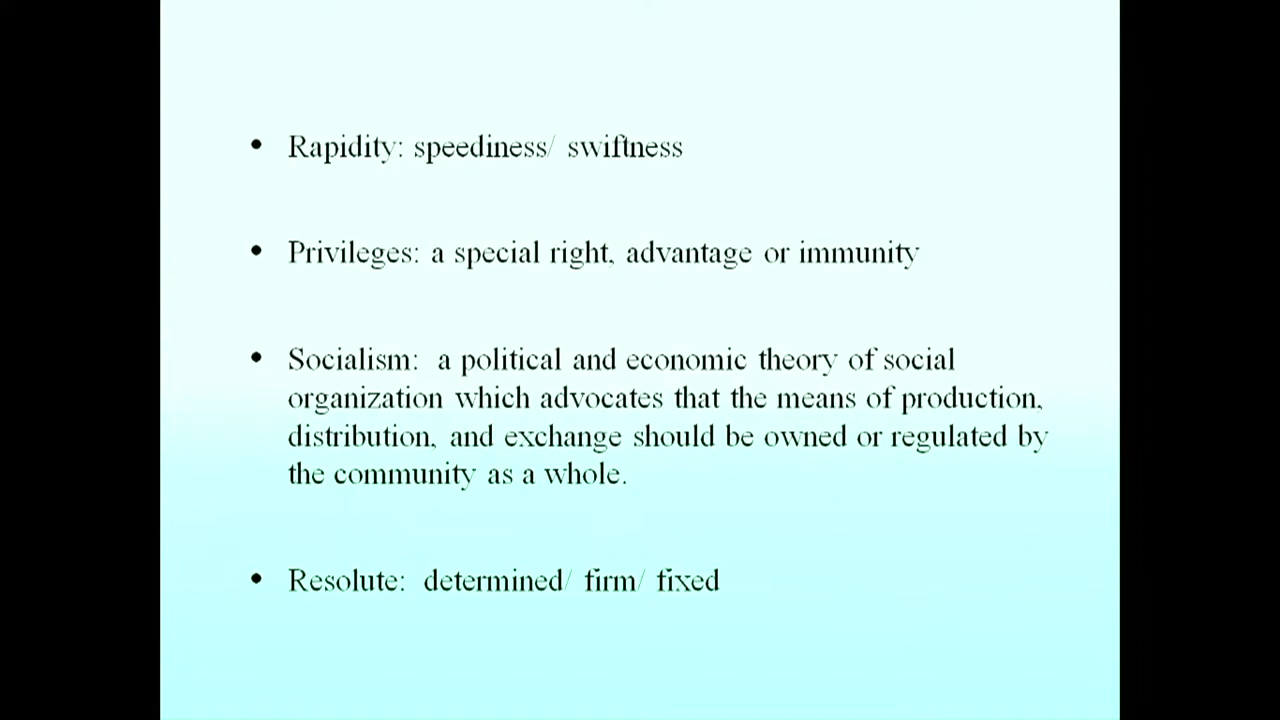 • Rapidity: speediness/ swiftness
• Privileges: a special right, advantage or immunity
• Socialism: a political and economic theory of social
organization which advocates that the means of production,
distribution, and exchange should be owned or regulated by
the community as a whole.
• Resolute: determined/ firm/ fixed